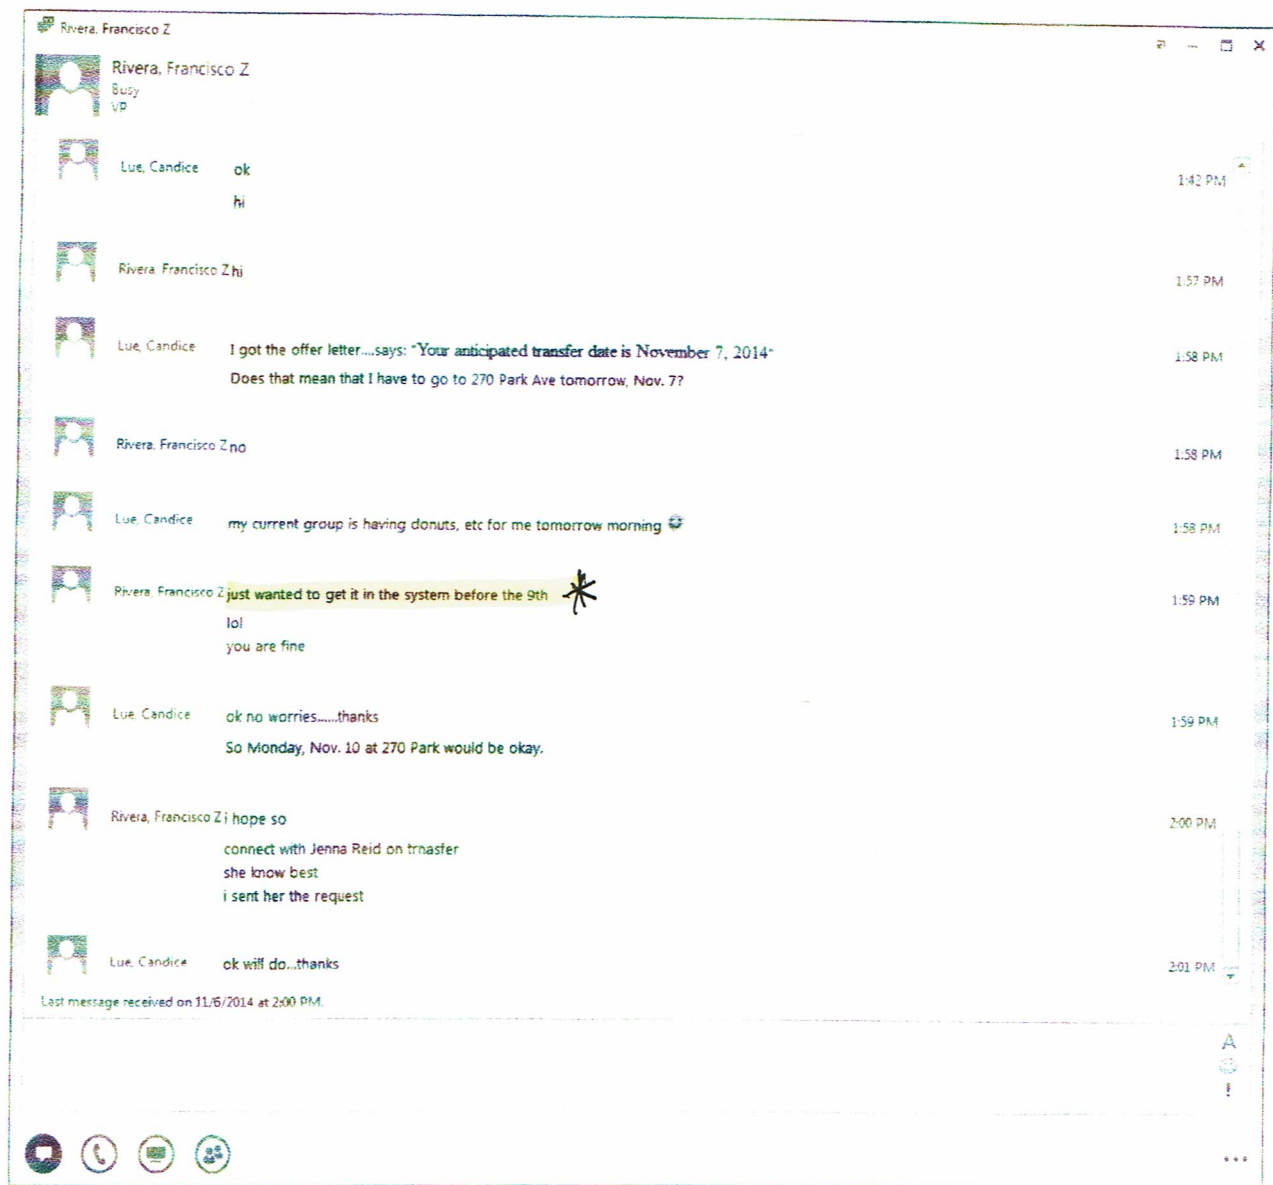 Rivera, Francisco Z
Rivera, Francisco Z
Busy
VP
Lue, Candice ok 1:42 PM
hi
Rivera, Francisco Z hi 1:57 PM
Lue, Candice I got the offer letter....says: "Your anticipated transfer date is November 7, 2014" 1:58 PM
Does that mean that I have to go to 270 Park Ave tomorrow, Nov. 7?
Rivera, Francisco Z no 1:58 PM
Lue, Candice my current group is having donuts, etc for me tomorrow morning 1:58 PM
Rivera, Francisco Z just wanted to get it in the system before the 9th 1:59 PM
lol
you are fine
Lue, Candice ok no worries......thanks 1:59 PM
So Monday, Nov. 10 at 270 Park would be okay.
Rivera, Francisco Z i hope so 2:00 PM
connect with Jenna Reid on trnasfer
she know best
i sent her the request
Lue, Candice ok will do...thanks 2:01 PM
Last message received on 11/6/2014 at 2:00 PM.
A
!